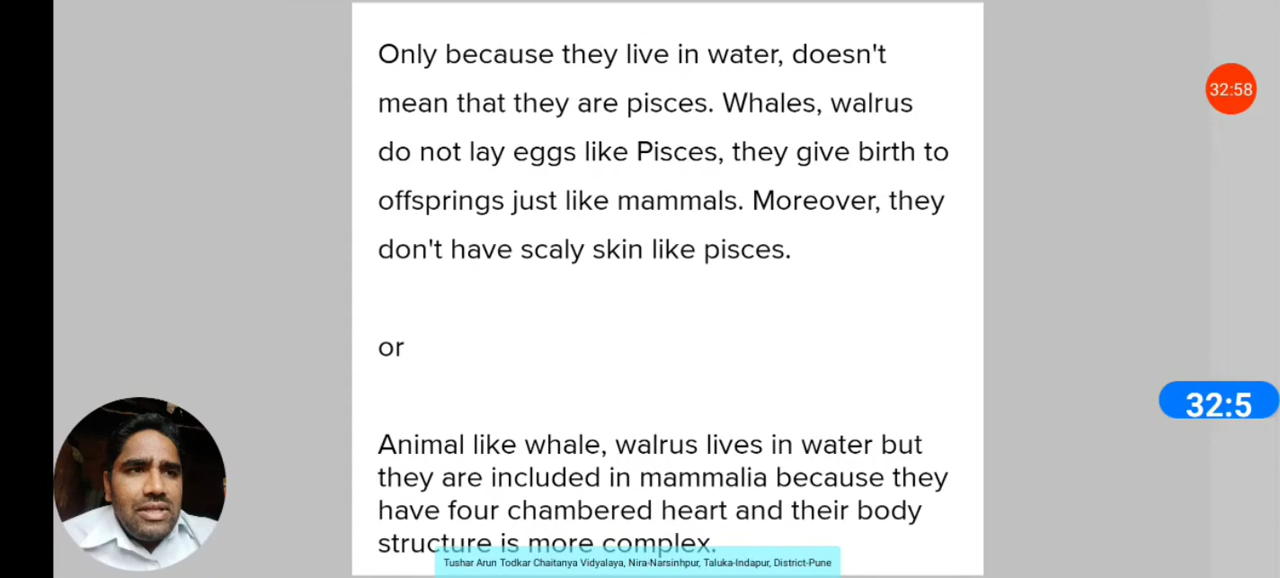 Only because they live in water, doesn't
mean that they are pisces. Whales, walrus
do not lay eggs like Pisces, they give birth to
offsprings just like mammals. Moreover, they
don't have scaly skin like pisces.
or
Animal like whale, walrus lives in water but
they are included in mammalia because they
have four chambered heart and their body
structure is more complex.
Tushar Arun Todkar Chaitanya Vidyalaya, Nira-Narsinhpur, Taluka-Indapur, District-Pune
32:58
32:5